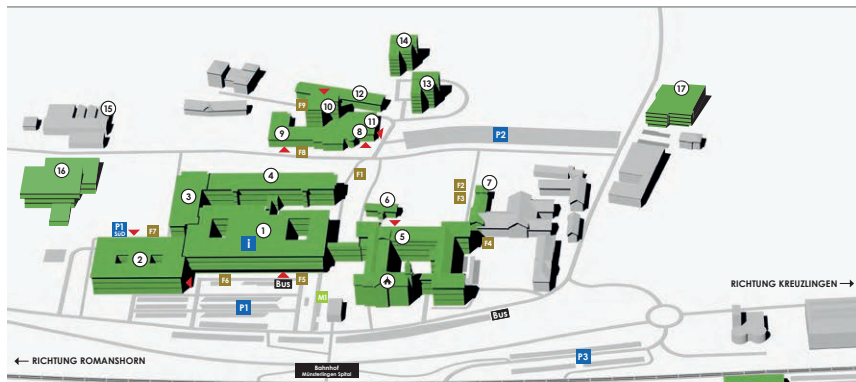 14
13
17
12
F9
10
11
15
9
8
P2
F8
16
4
F1
3
F2
F3
7
6
P1
SÜD
F7
1
5
F4
i
2
F6
Bus
F5
MI
P1
Bus
RICHTUNG KREUZLINGEN
RICHTUNG ROMANSHORN
Bahnhof
Münsterlingen Spital
P3